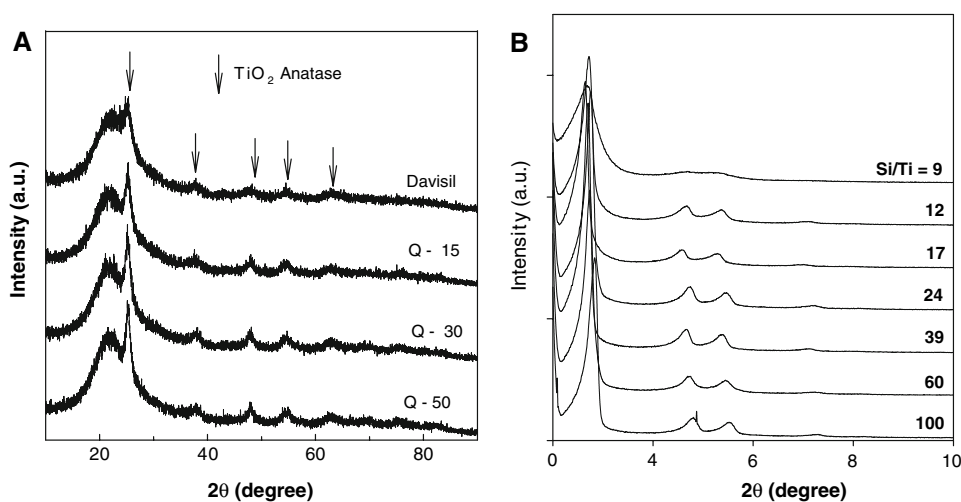 A
TiO2 Anatase
Davisil
Q - 15
Q - 30
Q - 50
Intensity (a.u.)
20 40 60 80
2θ (degree)
B
Si/Ti = 9
12
17
24
39
60
100
Intensity (a.u.)
0 2 4 6 8 10
2θ (degree)